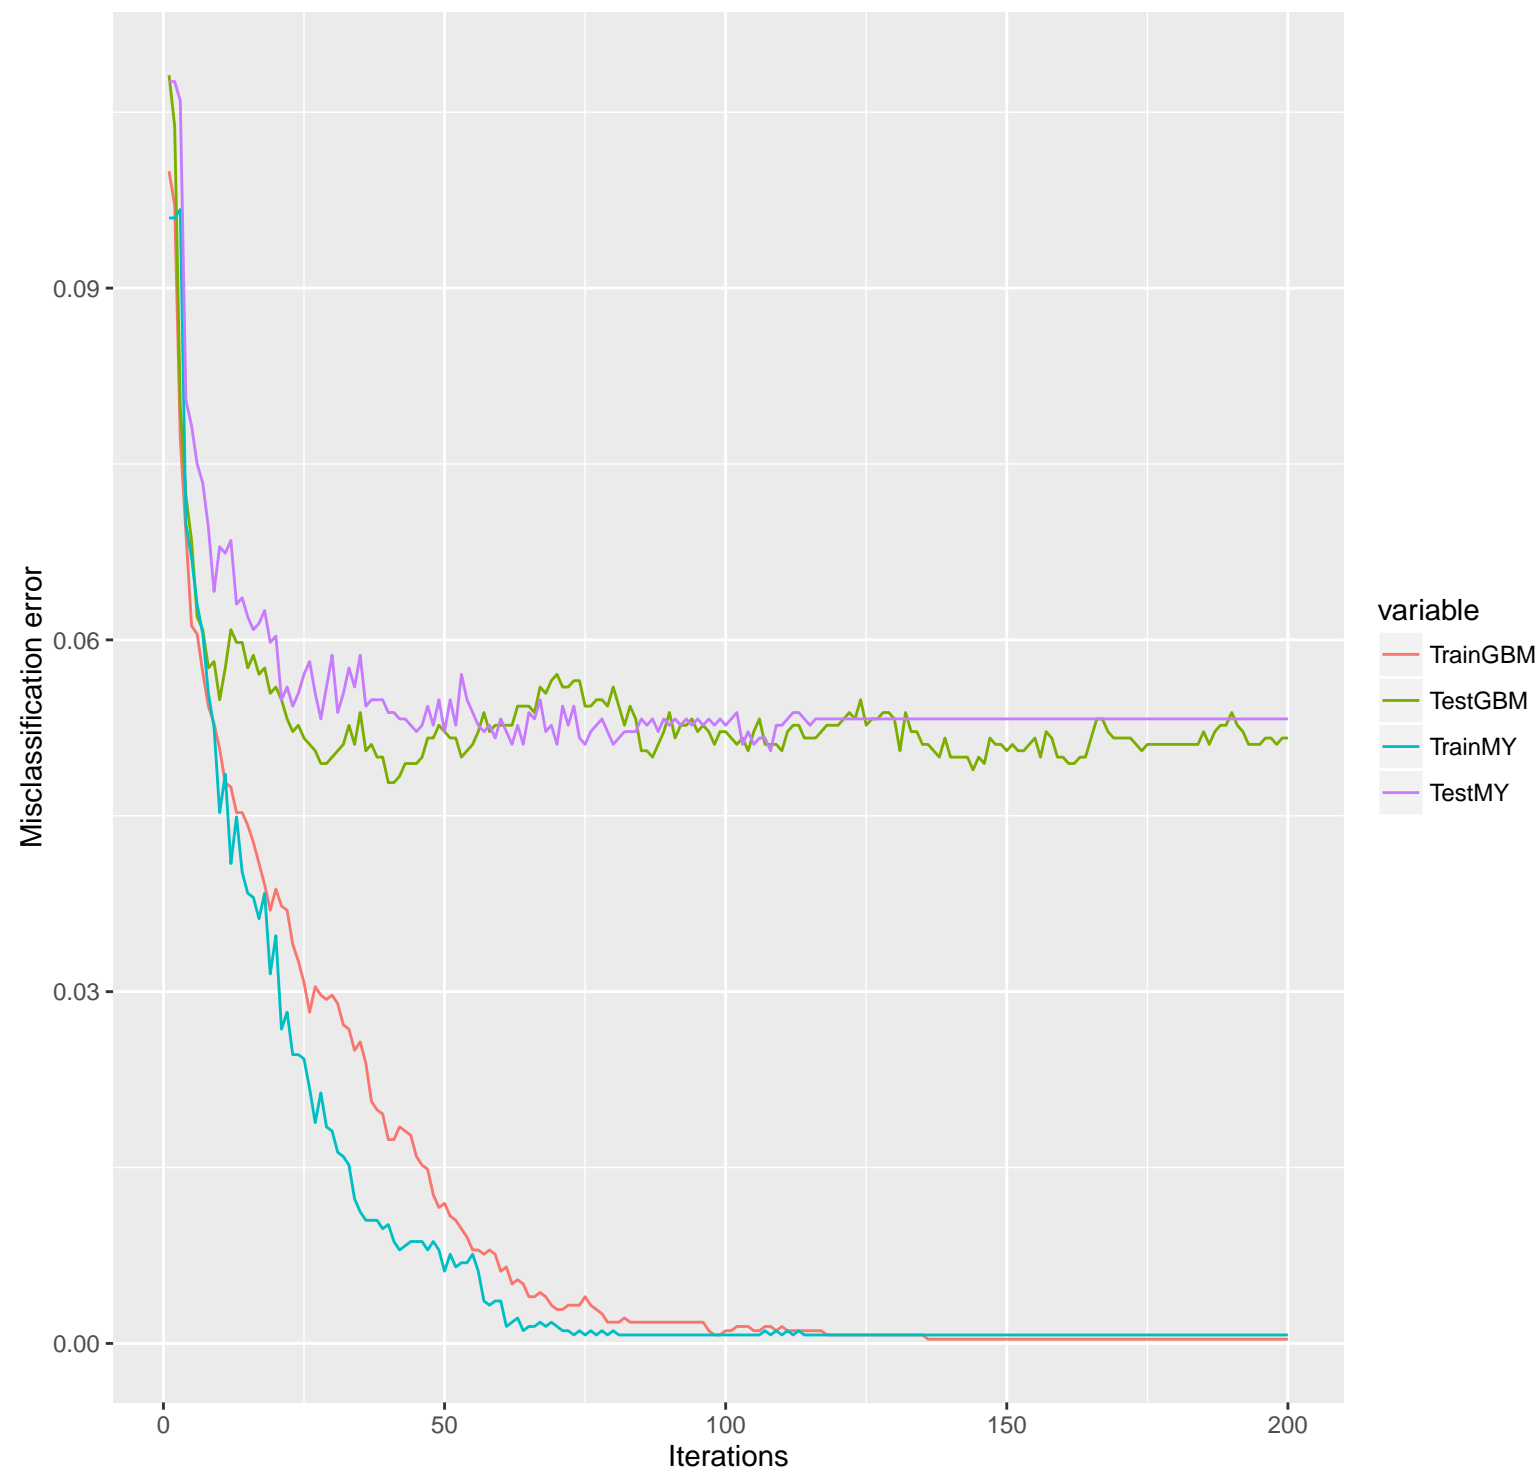 0.09
0.06
0.03
0.00
Misclassification error
0
50
100
150
200
Iterations
variable
TrainGBM
TestGBM
TrainMY
TestMY